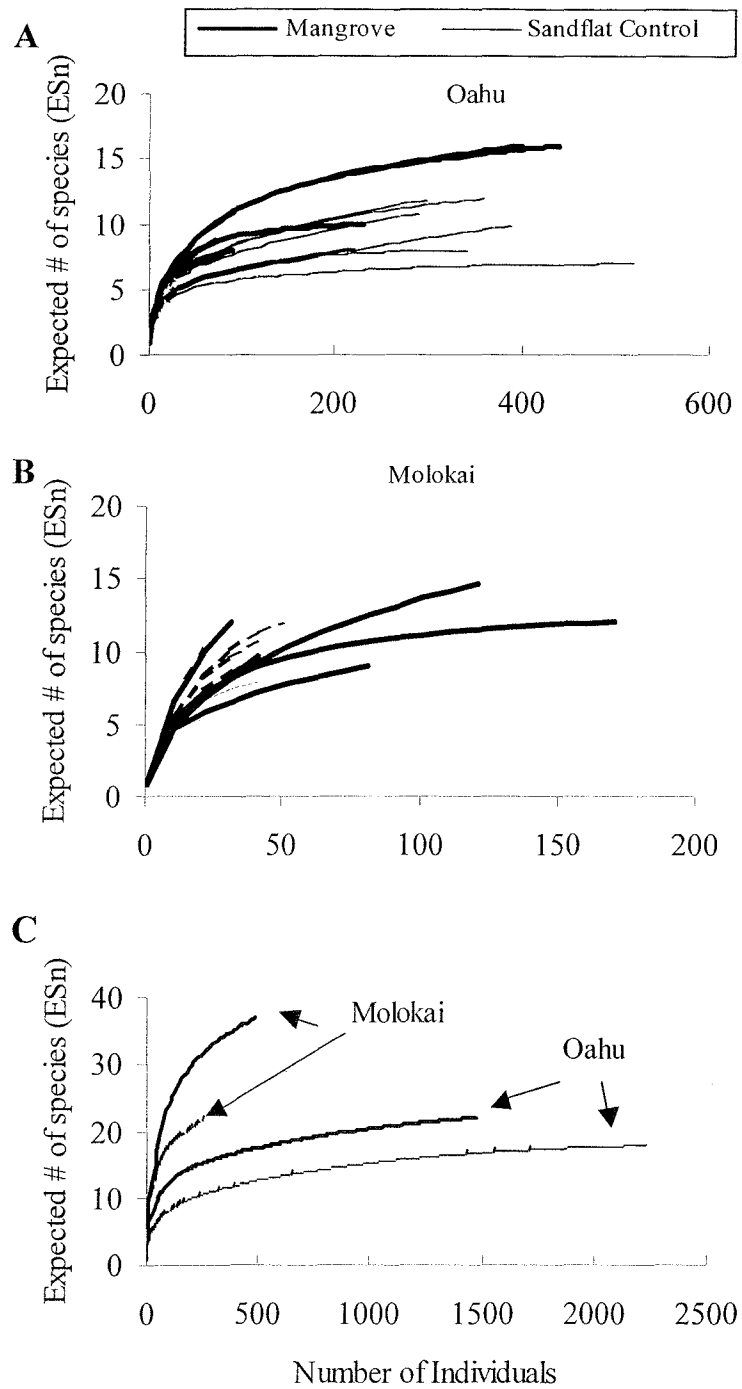 A
Mangrove Sandflat Control
Oahu
Expected # of species (ESn)
20
15
10
5
0
0 200 400 600
B
Molokai
Expected # of species (ESn)
20
15
10
5
0
0 50 100 150 200
C
Expected # of species (ESn)
40
30
20
10
0
Molokai
Oahu
0 500 1000 1500 2000 2500
Number of Individuals